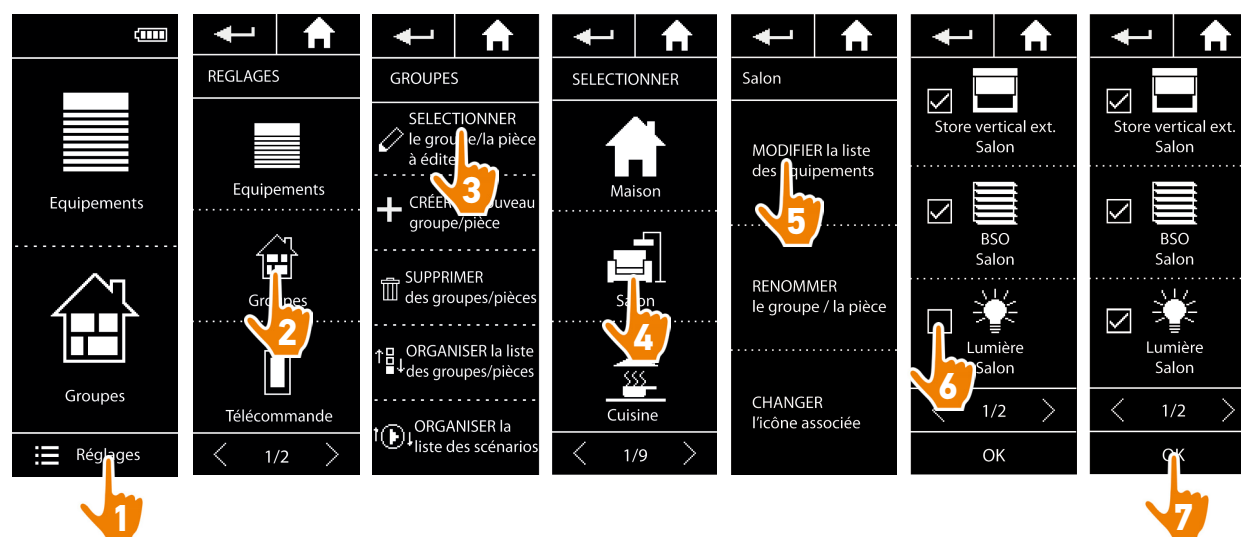 Equipements
Groupes
Réglages
1
REGLAGES
Equipements
Groupes
2
Télécommande
1/2
GROUPES
SELECTIONNER
le groupe/la pièce
à éditer
3
CRÉER nouveau
groupe/pièce
SUPPRIMER
des groupes/pièces
ORGANISER la liste
des groupes/pièces
ORGANISER la
liste des scénarios
SELECTIONNER
Maison
Salon
4
Cuisine
1/9
Salon
MODIFIER la liste
des équipements
5
RENOMMER
le groupe / la pièce
CHANGER
l'icône associée
Store vertical ext.
Salon
BSO
Salon
Lumière
Salon
6
1/2
OK
Store vertical ext.
Salon
BSO
Salon
Lumière
Salon
1/2
OK
7